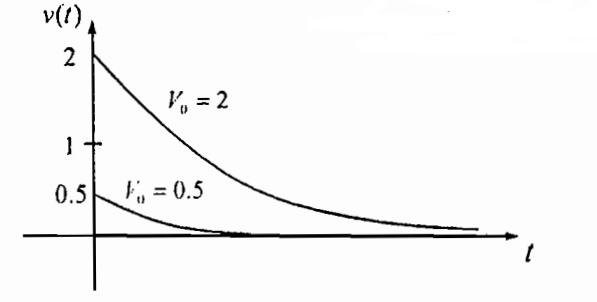 v(t)
2
V₀ = 2
1
0.5
V₀ = 0.5
t